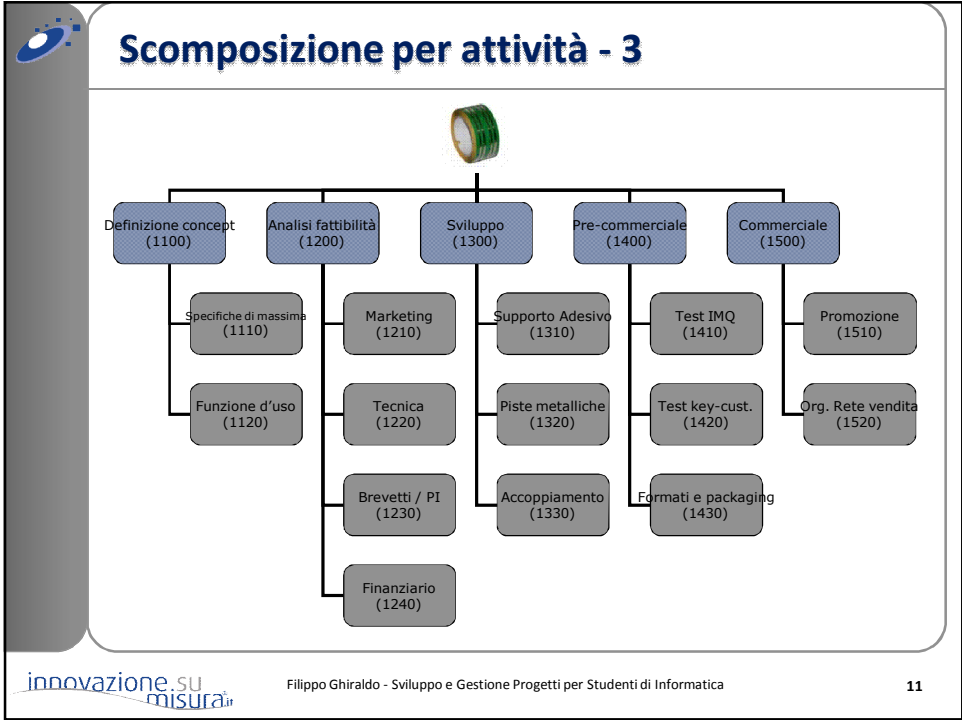 Scomposizione per attività - 3
Definizione concept
(1100)
Analisi fattibilità
(1200)
Sviluppo
(1300)
Pre-commerciale
(1400)
Commerciale
(1500)
Specifiche di massima
(1110)
Marketing
(1210)
Supporto Adesivo
(1310)
Test IMQ
(1410)
Promozione
(1510)
Funzione d'uso
(1120)
Tecnica
(1220)
Piste metalliche
(1320)
Test key-cust.
(1420)
Org. Rete vendita
(1520)
Brevetti / PI
(1230)
Accoppiamento
(1330)
Formati e packaging
(1430)
Finanziario
(1240)
innovazione.su
misura.it
Filippo Ghiraldo - Sviluppo e Gestione Progetti per Studenti di Informatica
11